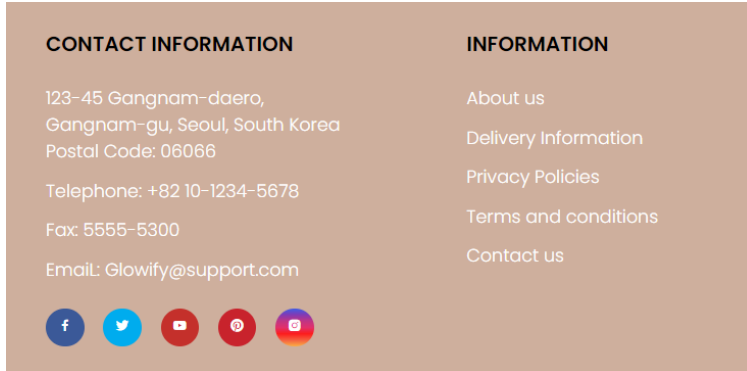 CONTACT INFORMATION
123-45 Gangnam-daero,
Gangnam-gu, Seoul, South Korea
Postal Code: 06066
Telephone: +82 10-1234-5678
Fax: 5555-5300
EmaiL: Glowify@support.com
INFORMATION
About us
Delivery Information
Privacy Policies
Terms and conditions
Contact us